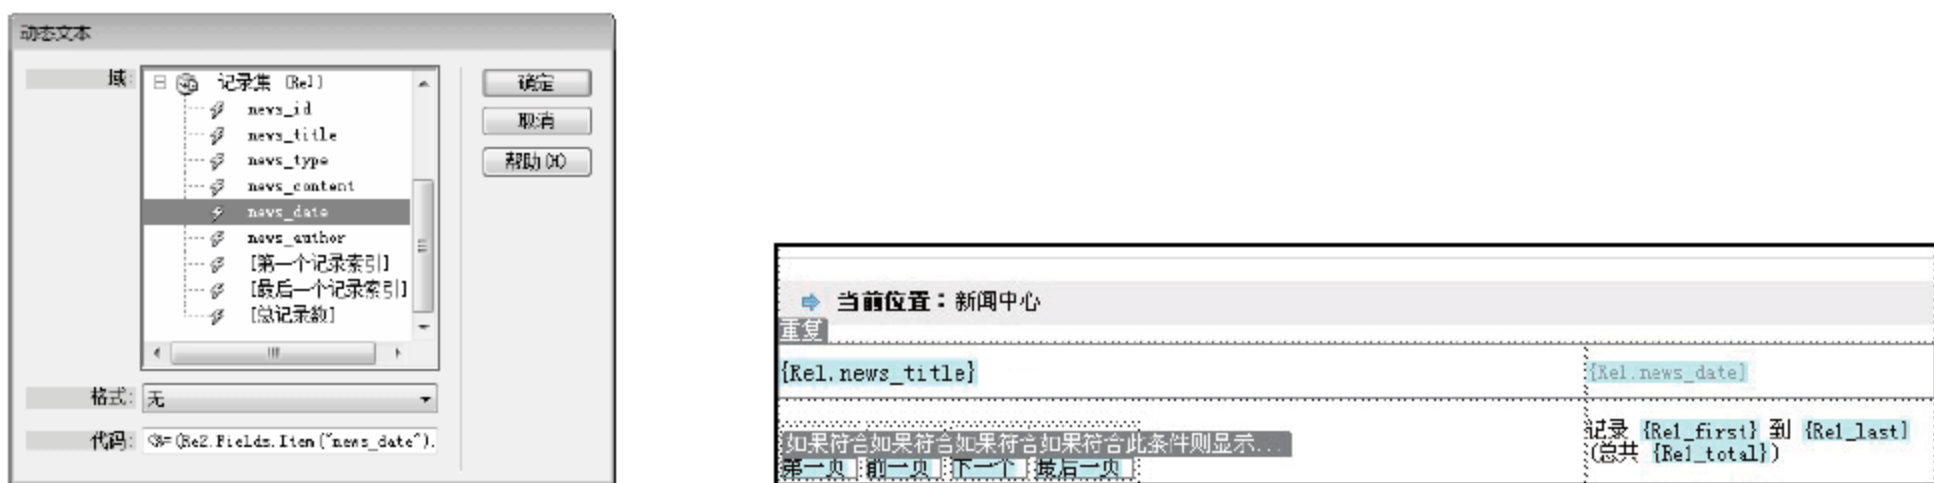 动态文本
域:
记录集 (Re1)
news_id
news_title
news_type
news_content
news_date
news_author
[第一个记录索引]
[最后一个记录索引]
[总记录数]
格式: 无
代码: <%=(Re2.Fields.Item("news_date").
确定
取消
帮助(H)
当前位置：新闻中心
重复
{Re1.news_title}
{Re1.news_date}
如果符合如果符合如果符合如果符合此条件则显示...
第一页 前一页 下一个 最后一页
记录 {Re1_first} 到 {Re1_last}
(总共 {Re1_total})